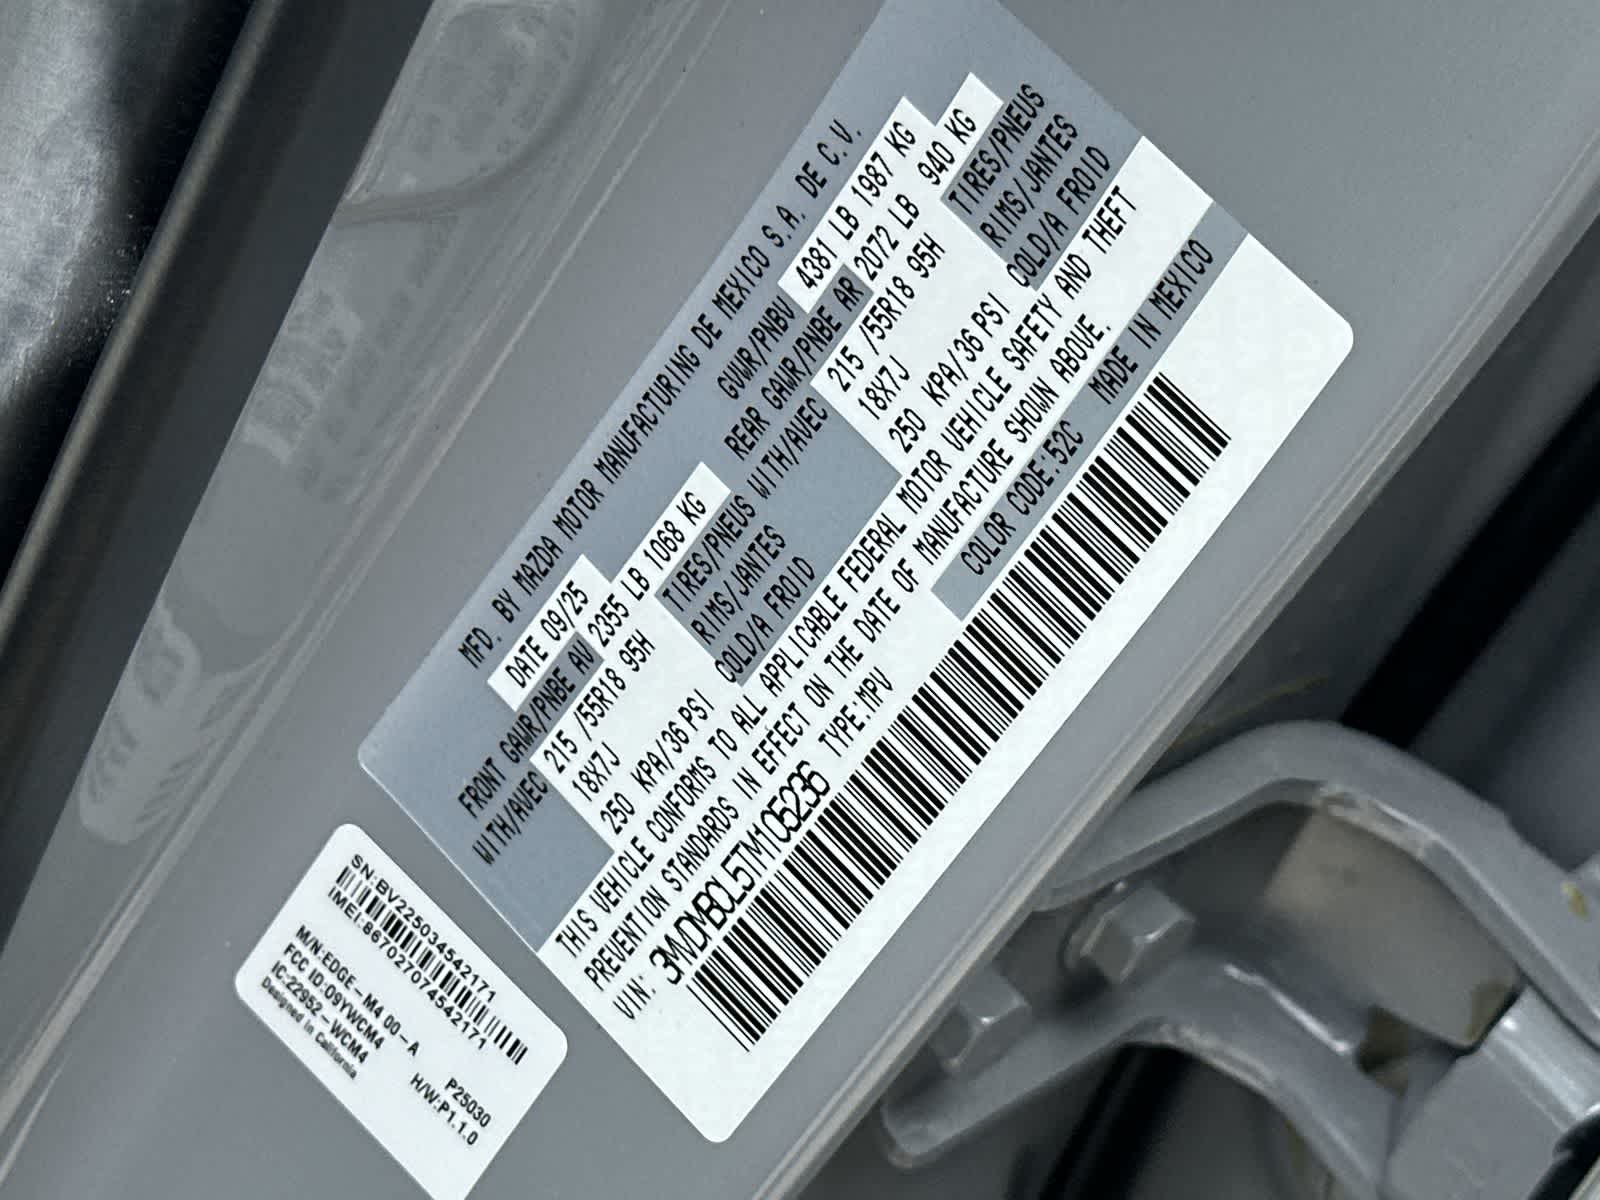 MFD. BY MAZDA MOTOR MANUFACTURING DE MEXICO S.A. DE C.V.
DATE 09/25 GVWR/PNBV 4381 LB 1987 KG
FRONT GAWR/PNBE AV 2355 LB 1068 KG REAR GAWR/PNBE AR 2072 LB 940 KG
WITH/AVEC 215 /55R18 95H TIRES/PNEUS WITH/AVEC 215 /55R18 95H TIRES/PNEUS
18X7J RIMS/JANTES 18X7J RIMS/JANTES
250 KPA/36 PSI COLD/A FROID 250 KPA/36 PSI COLD/A FROID
THIS VEHICLE CONFORMS TO ALL APPLICABLE FEDERAL MOTOR VEHICLE SAFETY AND THEFT
PREVENTION STANDARDS IN EFFECT ON THE DATE OF MANUFACTURE SHOWN ABOVE.
VIN: 3MVDMBCL5TM105236 TYPE:MPV COLOR CODE:52C MADE IN MEXICO
SN:BV2250345542171
IMEI:867027074542171
M/N:EDGE-M400-A P25030
FCC ID:O9YWCM4 H/W:P1.1.0
IC:22952-WCM4
Designed in California